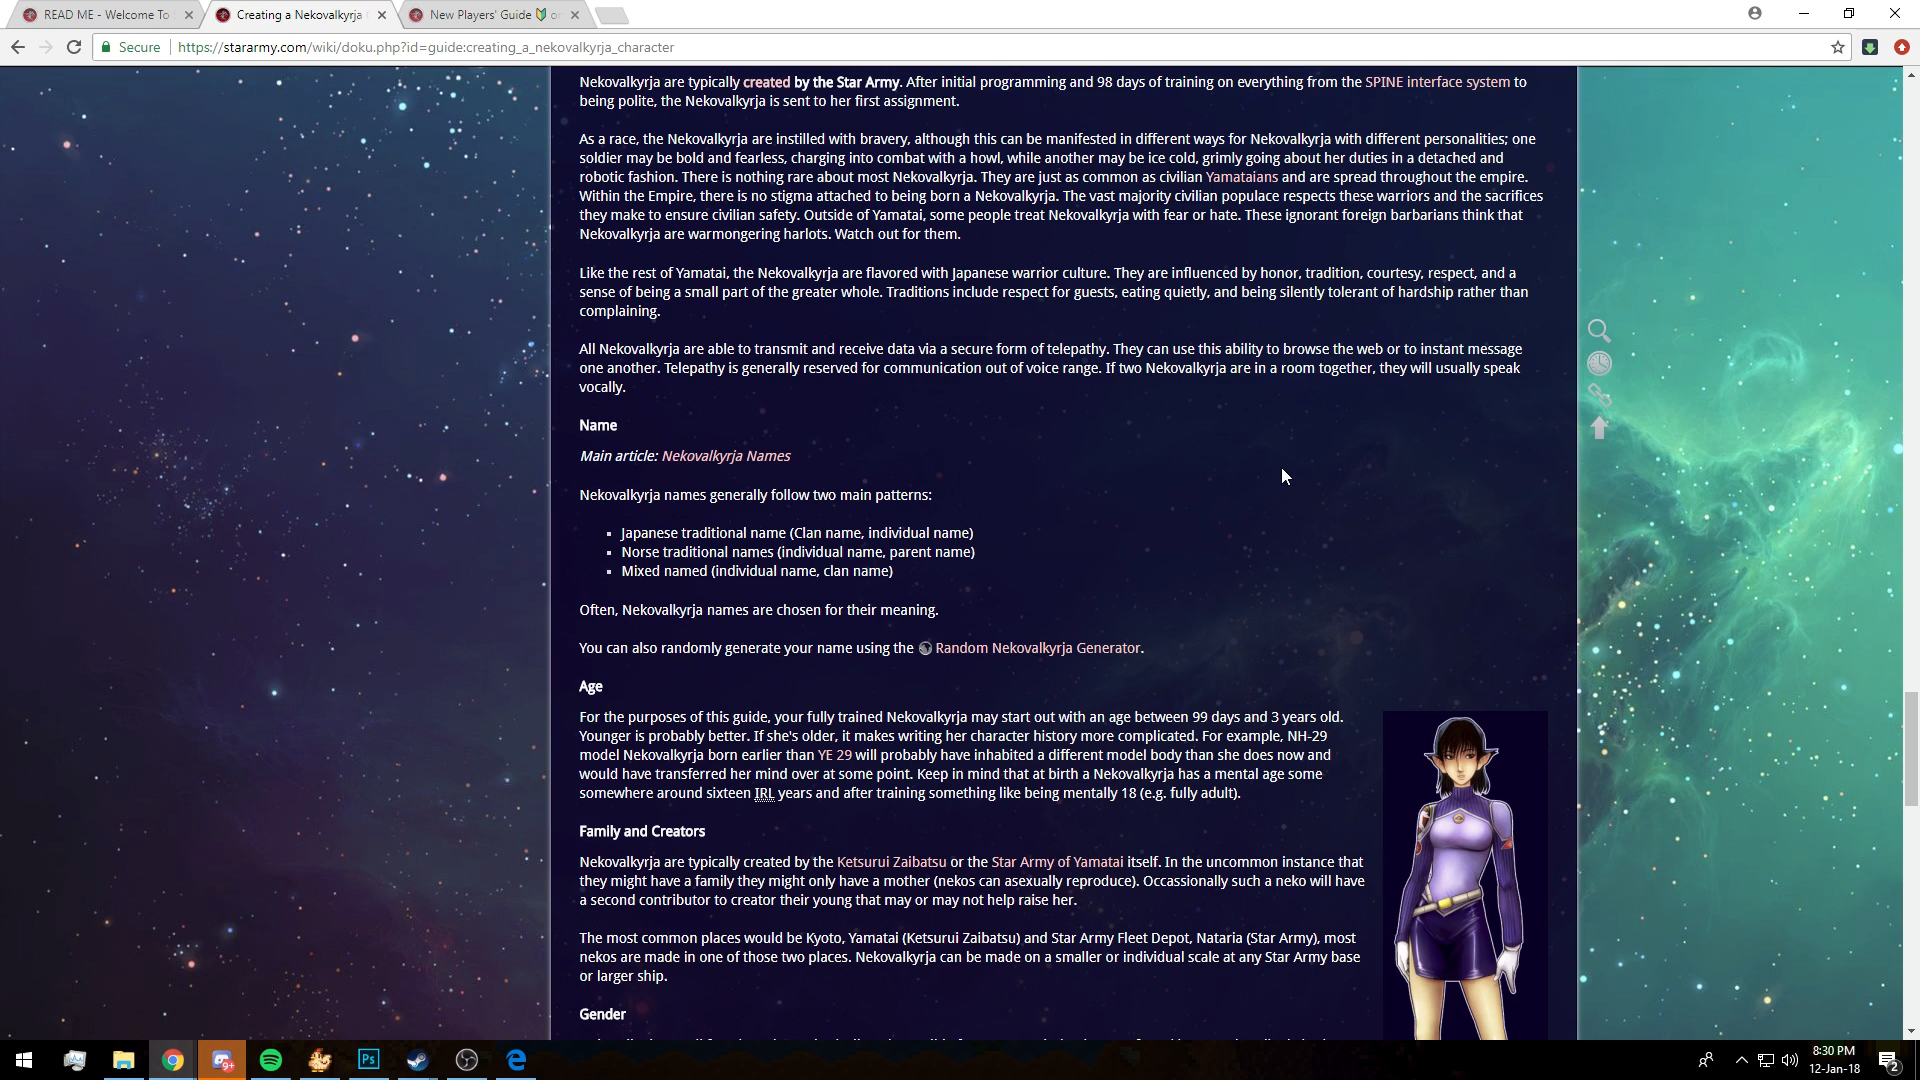 READ ME - Welcome To S
Creating a Nekovalkyrja
New Players' Guide
Secure
https://stararmy.com/wiki/doku.php?id=guide:creating_a_nekovalkyrja_character
Nekovalkyrja are typically created by the Star Army. After initial programming and 98 days of training on everything from the SPINE interface system to
being polite, the Nekovalkyrja is sent to her first assignment.
As a race, the Nekovalkyrja are instilled with bravery, although this can be manifested in different ways for Nekovalkyrja with different personalities; one
soldier may be bold and fearless, charging into combat with a howl, while another may be ice cold, grimly going about her duties in a detached and
robotic fashion. There is nothing rare about most Nekovalkyrja. They are just as common as civilian Yamataians and are spread throughout the empire.
Within the Empire, there is no stigma attached to being born a Nekovalkyrja. The vast majority civilian populace respects these warriors and the sacrifices
they make to ensure civilian safety. Outside of Yamatai, some people treat Nekovalkyrja with fear or hate. These ignorant foreign barbarians think that
Nekovalkyrja are warmongering harlots. Watch out for them.
Like the rest of Yamatai, the Nekovalkyrja are flavored with Japanese warrior culture. They are influenced by honor, tradition, courtesy, respect, and a
sense of being a small part of the greater whole. Traditions include respect for guests, eating quietly, and being silently tolerant of hardship rather than
complaining.
All Nekovalkyrja are able to transmit and receive data via a secure form of telepathy. They can use this ability to browse the web or to instant message
one another. Telepathy is generally reserved for communication out of voice range. If two Nekovalkyrja are in a room together, they will usually speak
vocally.
Name
Main article: Nekovalkyrja Names
Nekovalkyrja names generally follow two main patterns:
Japanese traditional name (Clan name, individual name)
Norse traditional names (individual name, parent name)
Mixed named (individual name, clan name)
Often, Nekovalkyrja names are chosen for their meaning.
You can also randomly generate your name using the Random Nekovalkyrja Generator.
Age
For the purposes of this guide, your fully trained Nekovalkyrja may start out with an age between 99 days and 3 years old.
Younger is probably better. If she's older, it makes writing her character history more complicated. For example, NH-29
model Nekovalkyrja born earlier than YE 29 will probably have inhabited a different model body than she does now and
would have transferred her mind over at some point. Keep in mind that at birth a Nekovalkyrja has a mental age some
somewhere around sixteen IRL years and after training something like being mentally 18 (e.g. fully adult).
Family and Creators
Nekovalkyrja are typically created by the Ketsurui Zaibatsu or the Star Army of Yamatai itself. In the uncommon instance that
they might have a family they might only have a mother (nekos can asexually reproduce). Occassionally such a neko will have
a second contributor to creator their young that may or may not help raise her.
The most common places would be Kyoto, Yamatai (Ketsurui Zaibatsu) and Star Army Fleet Depot, Nataria (Star Army), most
nekos are made in one of those two places. Nekovalkyrja can be made on a smaller or individual scale at any Star Army base
or larger ship.
Gender
9+
Ps
8:30 PM
12-Jan-18
2